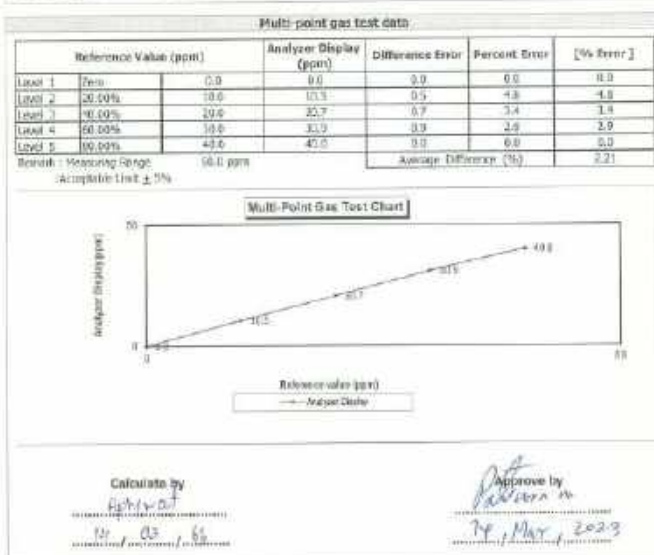 Multi-point gas test data
Reference Value (ppm) Analyzer Display (ppm) Difference Error Percent Error [% Error]
Level 1 Zero 0.0 0.0 0.0 0.0 0.0
Level 2 20.00% 10.0 10.5 0.5 4.8 4.8
Level 3 40.00% 20.0 20.7 0.7 3.4 3.4
Level 4 60.00% 30.0 30.9 0.9 2.9 2.9
Level 5 80.00% 40.0 40.0 0.0 0.0 0.0
Remark : Measuring Range 50.0 ppm Average Difference (%) 2.21
:Acceptable Limit ± 5%
Multi-Point Gas Test Chart
50
Analyzer Display(ppm)
40.0
30.9
20.7
10.5
0.0
0
0
Reference value (ppm)
Analyzer Display
Calculate by
Approve by
Aphiwat
03 / 66
14 / Mar / 2023